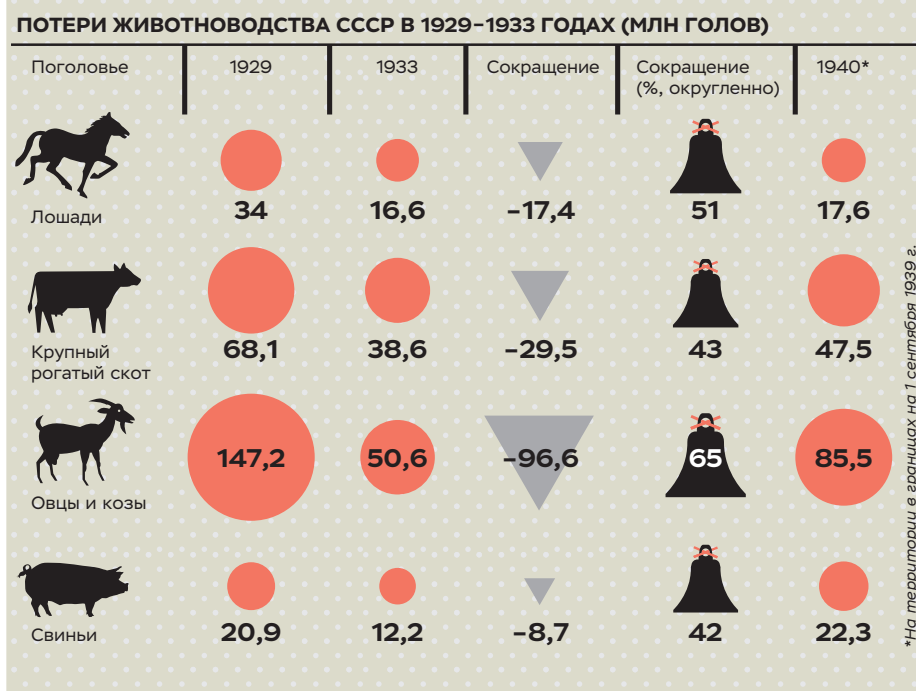 ПОТЕРИ ЖИВОТНОВОДСТВА СССР В 1929–1933 ГОДАХ (МЛН ГОЛОВ)
Поголовье 1929 1933 Сокращение Сокращение 1940*
(%, округленно)
Лошади 34 16,6 –17,4 51 17,6
Крупный 68,1 38,6 –29,5 43 47,5
рогатый скот
Овцы и козы 147,2 50,6 –96,6 65 85,5
Свиньи 20,9 12,2 –8,7 42 22,3
*На территории в границах на 1 сентября 1939 г.